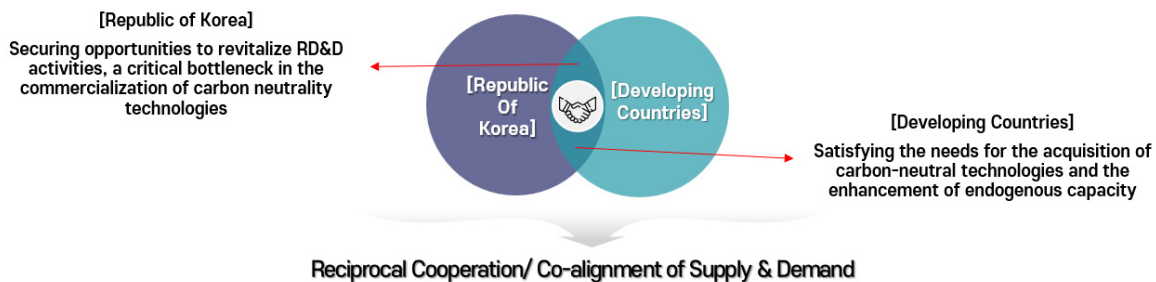 [Republic of Korea]
Securing opportunities to revitalize RD&D
activities, a critical bottleneck in the
commercialization of carbon neutrality
technologies
[Republic
Of
Korea]
[Developing
Countries]
[Developing Countries]
Satisfying the needs for the acquisition of
carbon-neutral technologies and the
enhancement of endogenous capacity
Reciprocal Cooperation/ Co-alignment of Supply & Demand